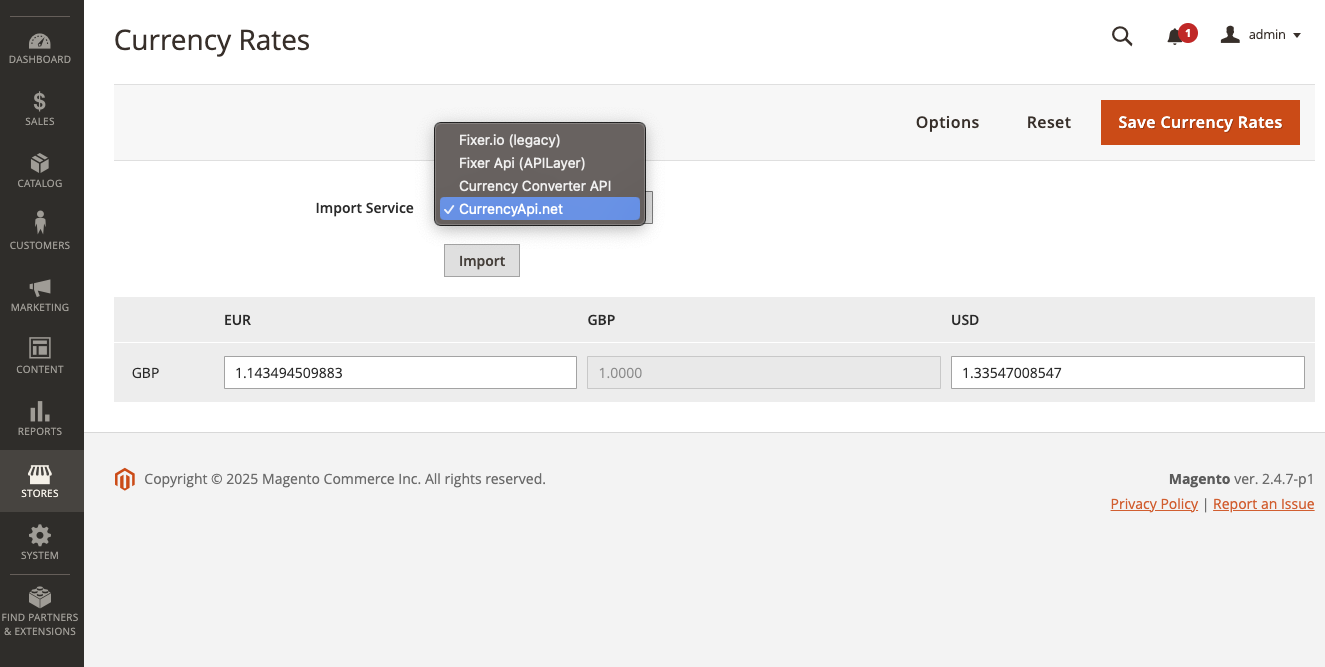 Currency Rates
1
admin
DASHBOARD
SALES
CATALOG
CUSTOMERS
MARKETING
CONTENT
REPORTS
STORES
SYSTEM
FIND PARTNERS
& EXTENSIONS
Options
Reset
Save Currency Rates
Import Service
Fixer.io (legacy)
Fixer Api (APILayer)
Currency Converter API
✓ CurrencyApi.net
Import
EUR GBP USD
GBP 1.143494509883 1.0000 1.33547008547
Copyright © 2025 Magento Commerce Inc. All rights reserved.
Magento ver. 2.4.7-p1
Privacy Policy | Report an Issue